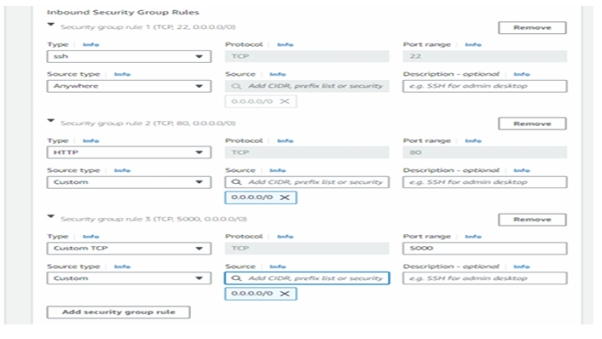 Inbound Security Group Rules
Security group rule 1 (TCP, 22, 0.0.0.0/0) Remove
Type Info Protocol Info Port range Info
ssh TCP 22
Source type Info Source Info Description - optional Info
Anywhere Add CIDR, prefix list or security e.g. SSH for admin desktop
0.0.0.0/0 ×
Security group rule 2 (TCP, 80, 0.0.0.0/0) Remove
Type Info Protocol Info Port range Info
HTTP TCP 80
Source type Info Source Info Description - optional Info
Custom Add CIDR, prefix list or security e.g. SSH for admin desktop
0.0.0.0/0 ×
Security group rule 3 (TCP, 5000, 0.0.0.0/0) Remove
Type Info Protocol Info Port range Info
Custom TCP TCP 5000
Source type Info Source Info Description - optional Info
Custom Add CIDR, prefix list or security e.g. SSH for admin desktop
0.0.0.0/0 ×
Add security group rule